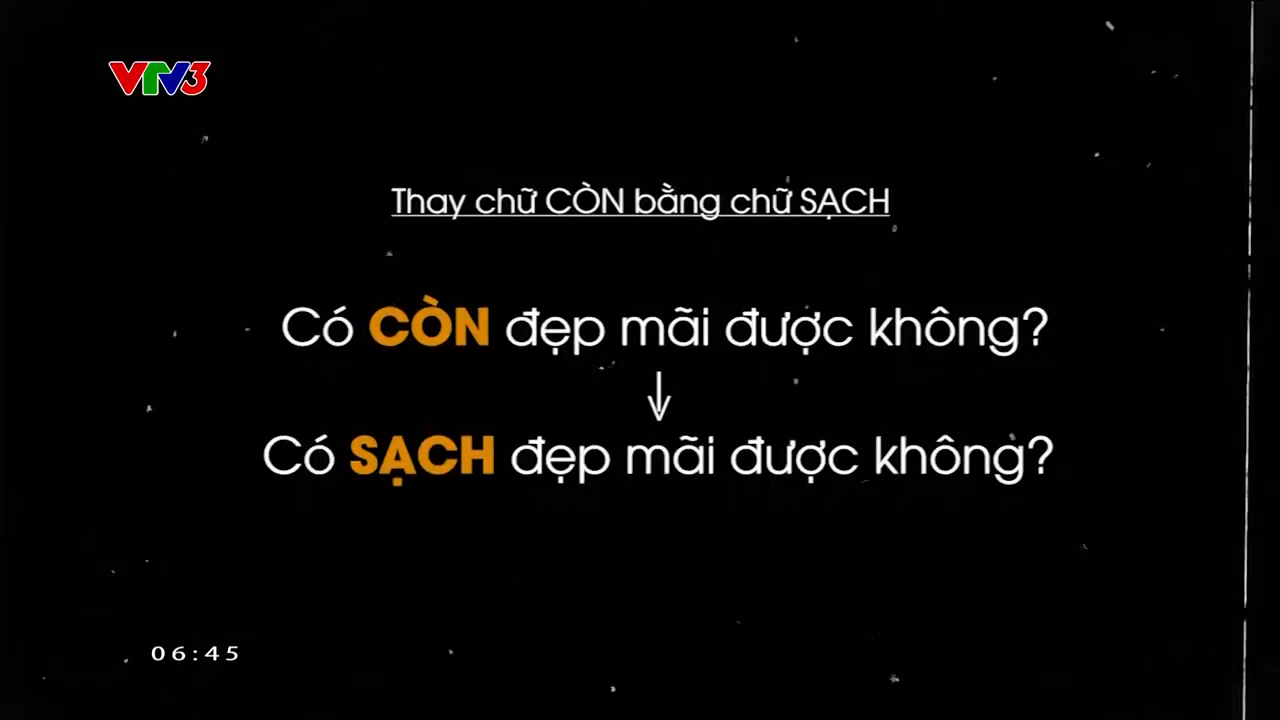 VTV3
Thay chữ CÒN bằng chữ SẠCH
Có CÒN đẹp mãi được không?
Có SẠCH đẹp mãi được không?
06:45